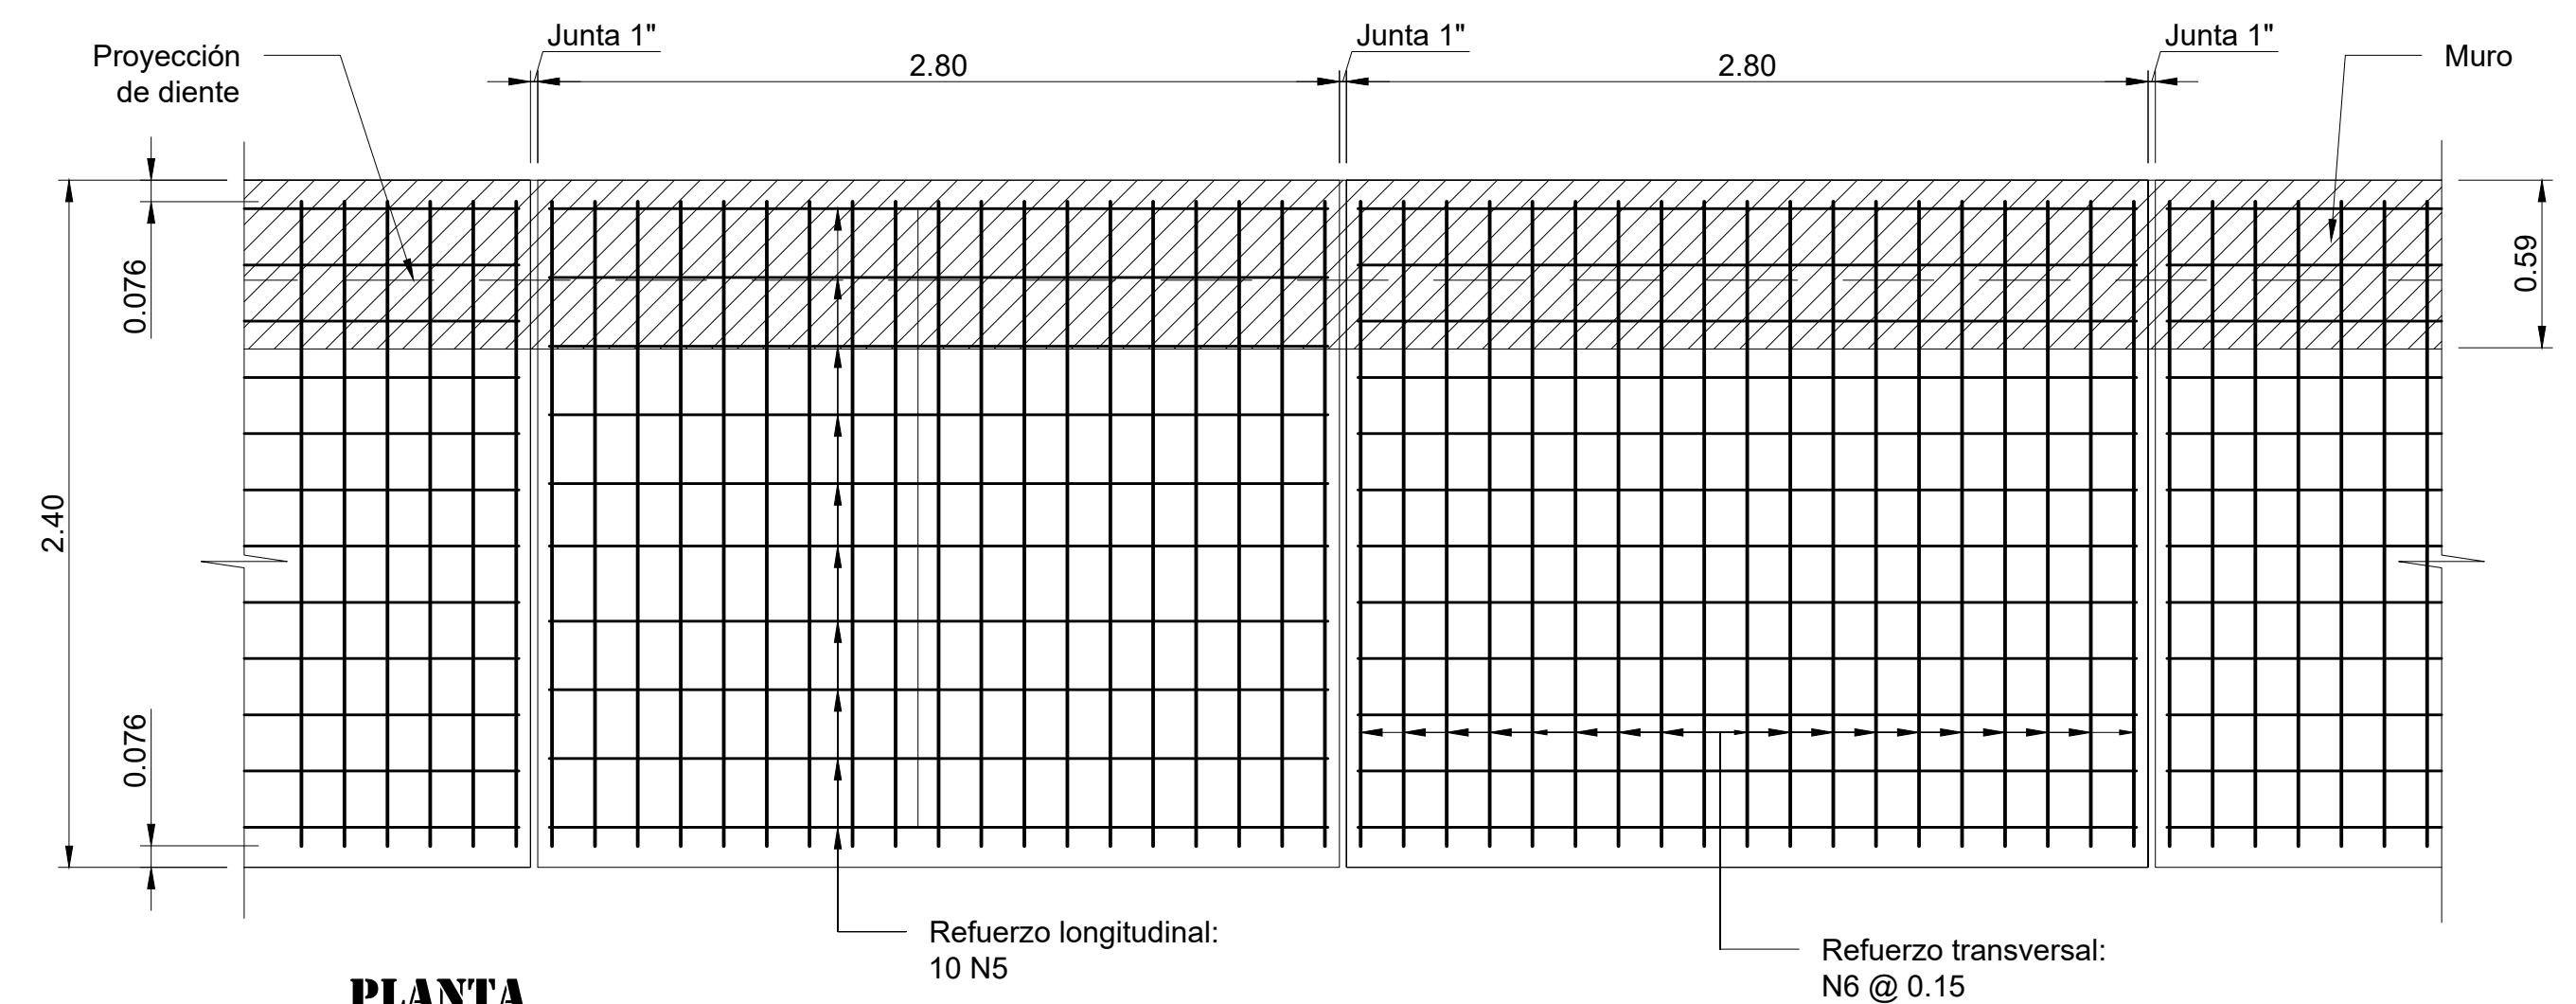 Junta 1"
Junta 1"
Junta 1"
Proyección
de diente
2.80
2.80
Muro
0.076
0.59
2.40
0.076
Refuerzo longitudinal:
10 N5
Refuerzo transversal:
N6 @ 0.15
PLANTA